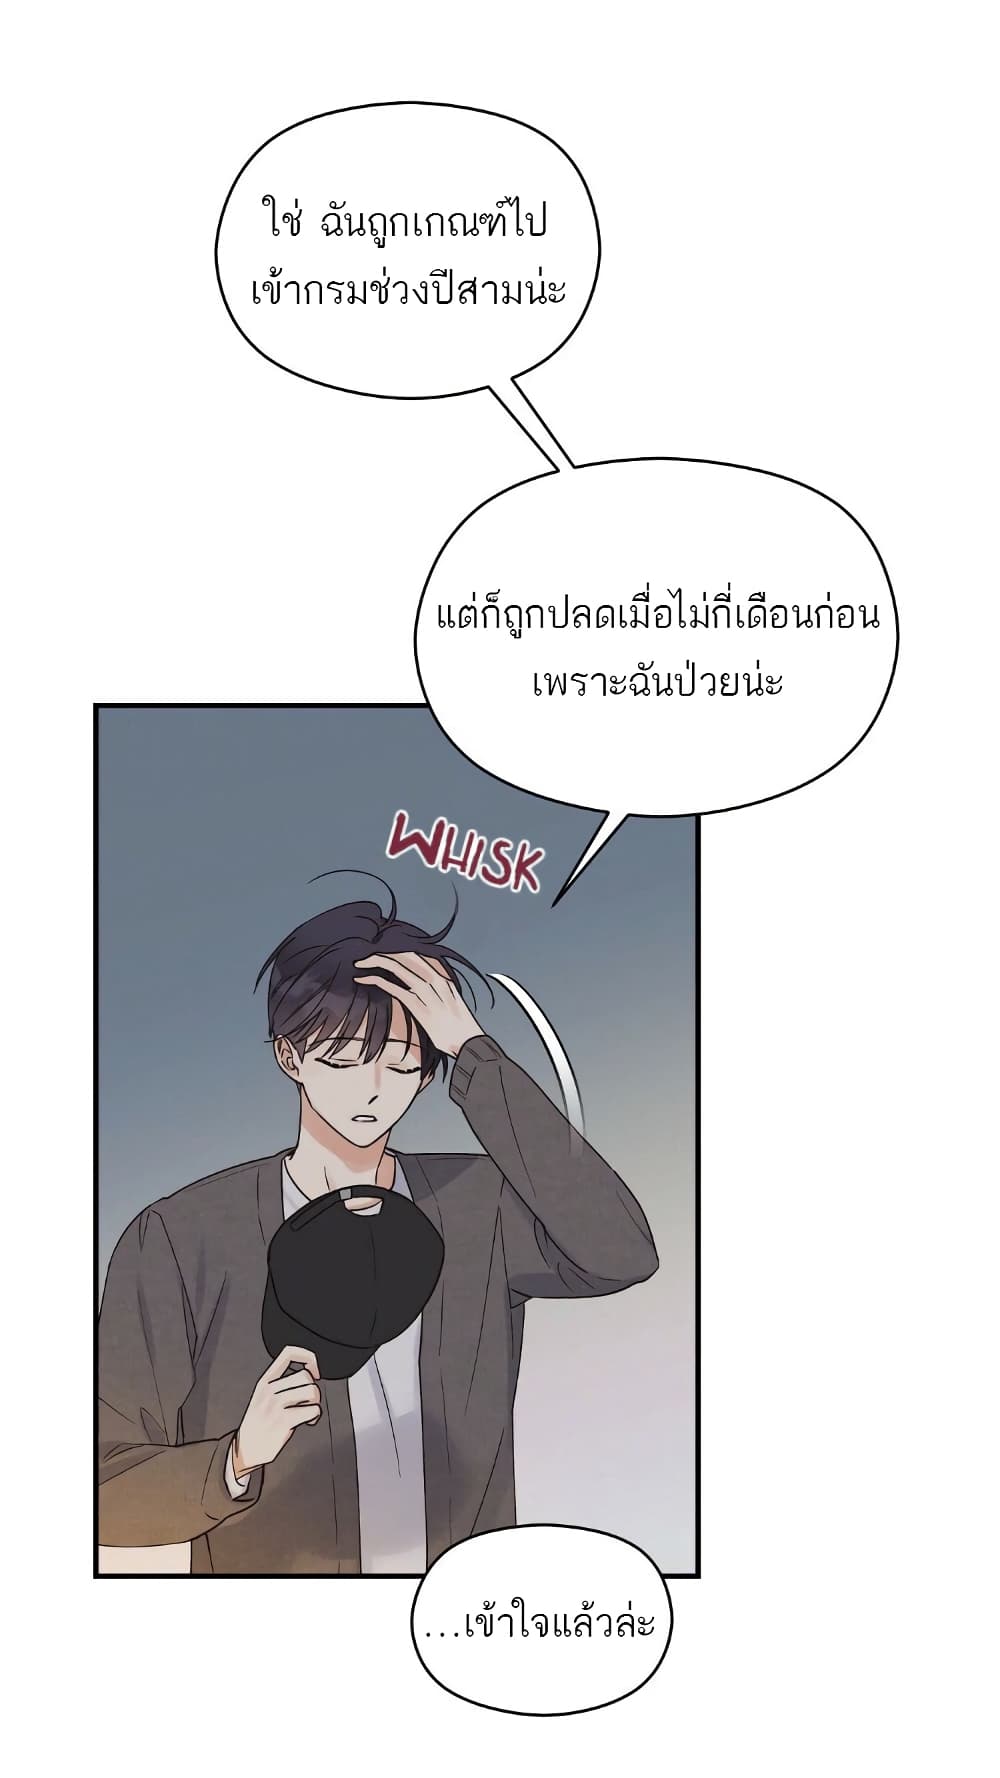 ใช่ ฉันถูกเกณฑ์ไป
เข้ากรมช่วงปีสามน่ะ
แต่ก็ถูกปลดเมื่อไม่กี่เดือนก่อน
เพราะฉันป่วยน่ะ
WHISK
...เข้าใจแล้วล่ะ